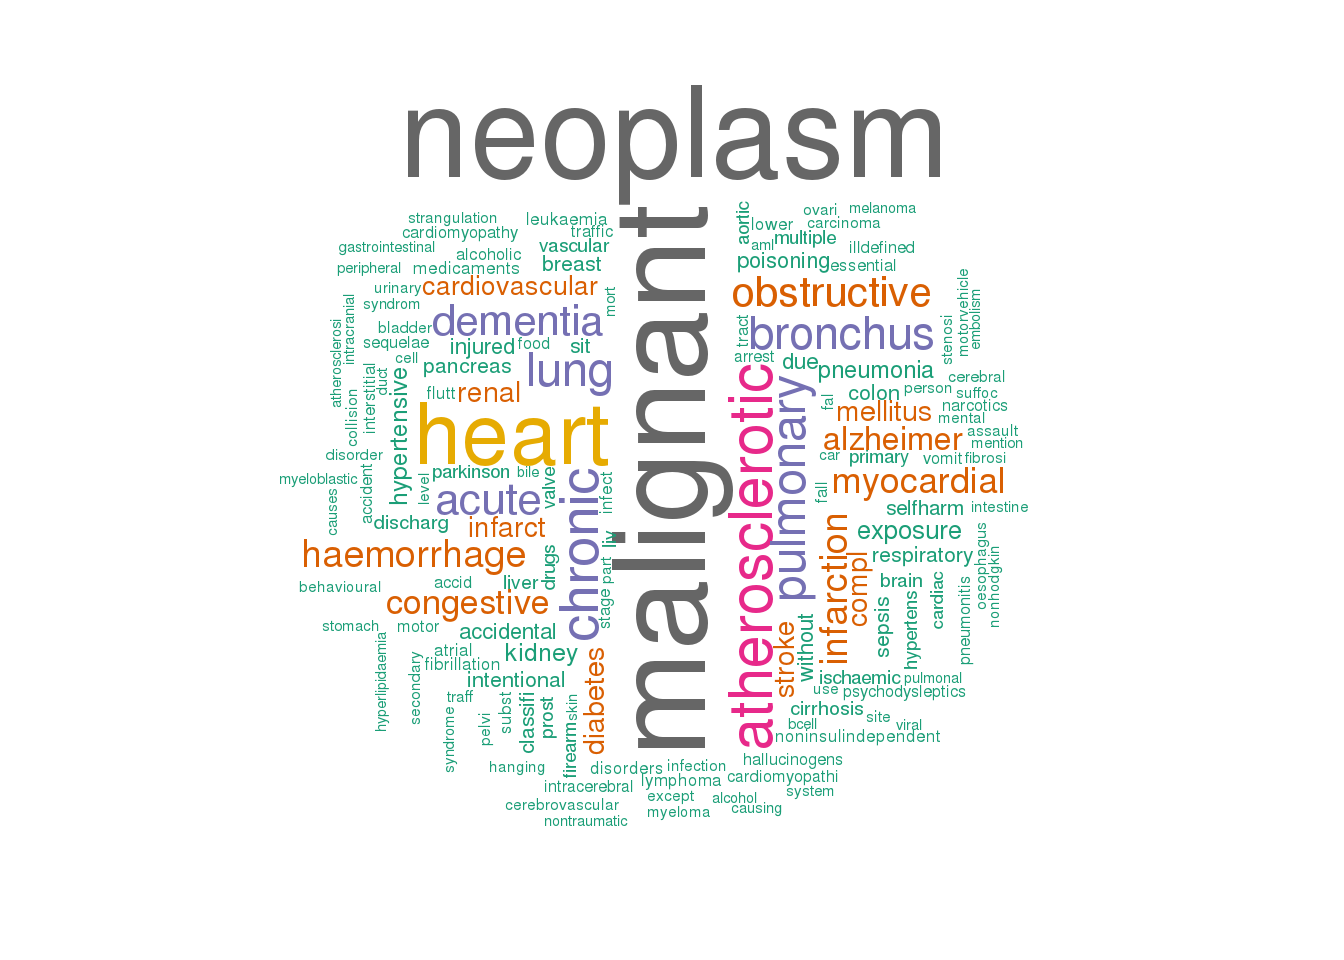 neoplasm
malignant
strangulation
leukaemia
cardiomyopathy
traffic
gastrointestinal
alcoholic
vascular
peripheral
medicaments
breast
urinary
cardiovascular
mort
syndrom
intracranial
atherosclerosi
bladder
dementia
sequelae
injured
food
sit
cell
pancreas
lung
duct
interstitial
collision
hypertensive
flutt
renal
heart
disorder
myeloblastic
causes
accident
level
parkinson
bile
valve
infect
acute
chronic
discharg
infarct
liv
haemorrhage
drugs
part
behavioural
accid
liver
stage
congestive
stomach
motor
accidental
hyperlipidaemia
secondary
atrial
fibrillation
kidney
intentional
diabetes
traff
syndrome
pelvi
subst
classifi
prost
skin
firearm
hanging
disorders
infection
intracerebral
lymphoma
cerebrovascular
except
myeloma
nontraumatic
aortic
ovari
melanoma
lower
carcinoma
aml
multiple
illdefined
poisoning
essential
obstructive
motorvehicle
embolism
tract
bronchus
stenosi
arrest
due
pneumonia
atherosclerotic
pulmonary
colon
person
cerebral
suffoc
fal
mellitus
narcotics
mental
alzheimer
assault
mention
car
primary
vomit
fibrosi
fall
myocardial
selfharm
intestine
exposure
infarction
compl
respiratory
oesophagus
nonhodgkin
brain
cardiac
pneumonitis
sepsis
hypertens
stroke
without
ischaemic
pulmonal
use
psychodysleptics
cirrhosis
site
bcell
viral
noninsulindependent
hallucinogens
cardiomyopathi
system
alcohol
causing